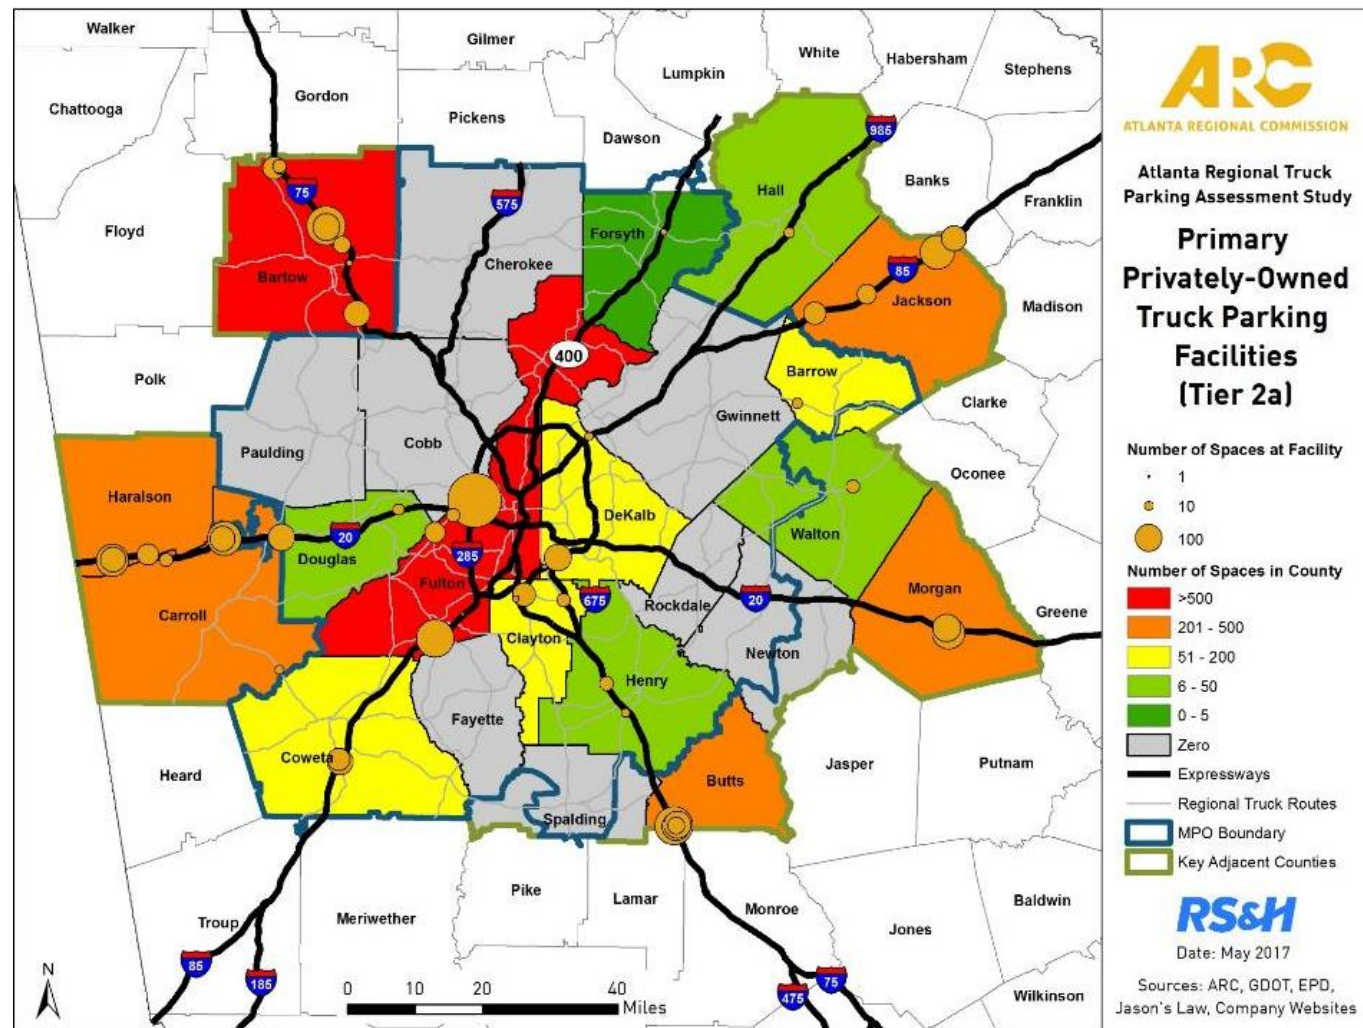 Walker
Gilmer
White
Habersham
Stephens
Lumpkin
Chattooga
Gordon
Pickens
Dawson
985
Banks
Franklin
75
575
Hall
Floyd
Forsyth
Cherokee
85
Bartow
Jackson
Madison
400
Polk
Barrow
Clarke
Gwinnett
Cobb
Paulding
Oconee
Haralson
DeKalb
Walton
20
Douglas
285
Fulton
Morgan
675
Rockdale
20
Greene
Carroll
Clayton
Newton
Henry
Fayette
Coweta
Heard
Butts
Jasper
Putnam
Spalding
Pike
Lamar
Monroe
Baldwin
Troup
Meriwether
Jones
85
185
75
475
Wilkinson
N
0 10 20 40
Miles
ARC
ATLANTA REGIONAL COMMISSION
Atlanta Regional Truck
Parking Assessment Study
Primary
Privately-Owned
Truck Parking
Facilities
(Tier 2a)
Number of Spaces at Facility
1
10
100
Number of Spaces in County
>500
201 - 500
51 - 200
6 - 50
0 - 5
Zero
Expressways
Regional Truck Routes
MPO Boundary
Key Adjacent Counties
RS&H
Date: May 2017
Sources: ARC, GDOT, EPD,
Jason's Law, Company Websites